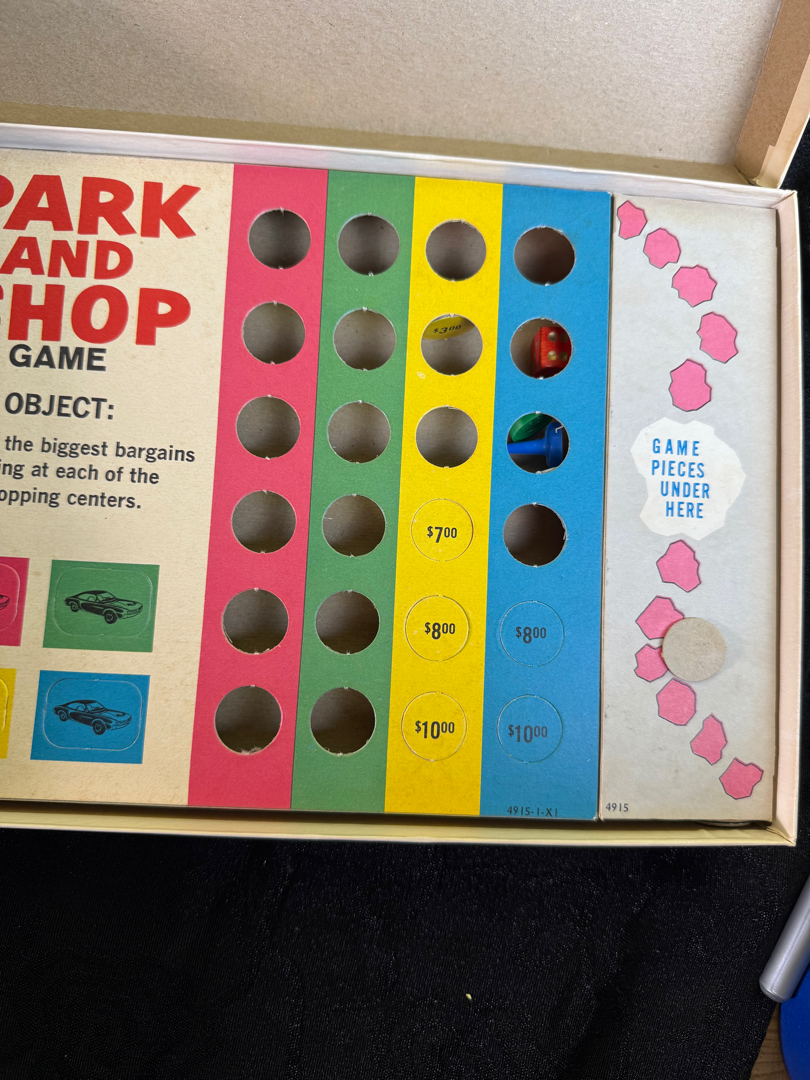 PARK
AND
SHOP
GAME
OBJECT:
the biggest bargains
ing at each of the
opping centers.
$3.00
$7.00
$8.00
$8.00
$10.00
$10.00
4915-1-X1
4915
GAME
PIECES
UNDER
HERE